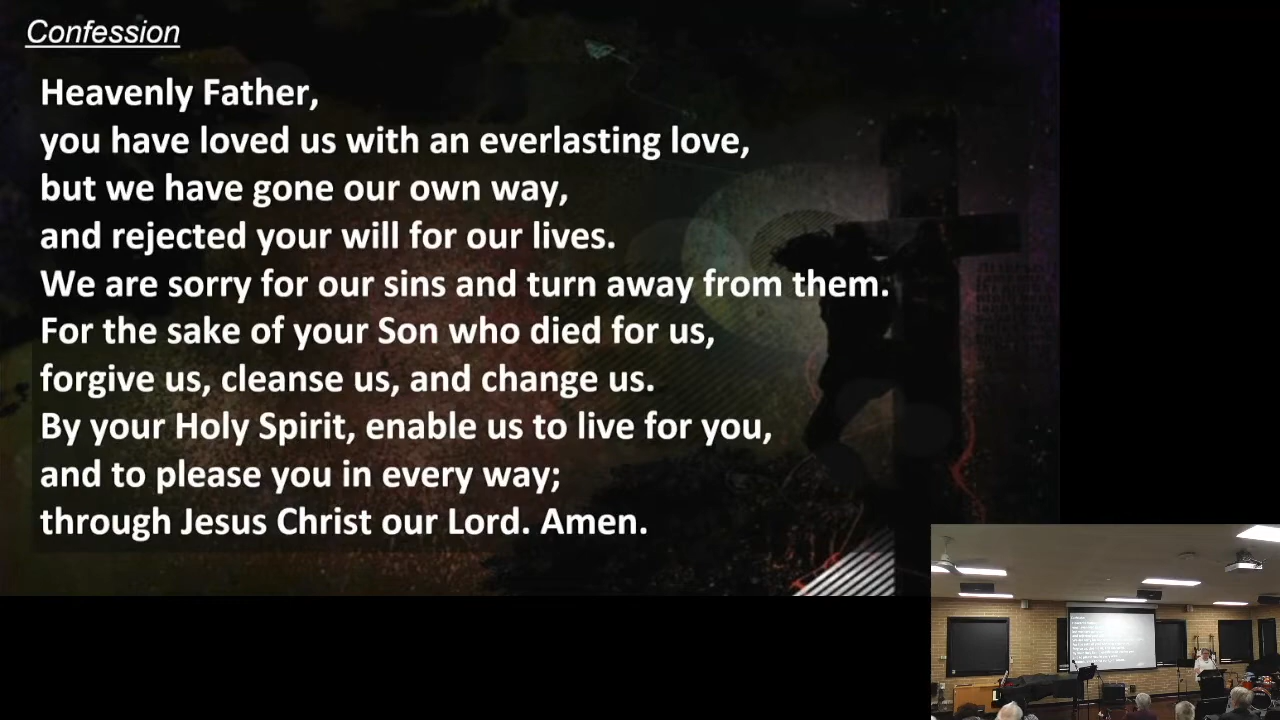 Confession
Heavenly Father,
you have loved us with an everlasting love,
but we have gone our own way,
and rejected your will for our lives.
We are sorry for our sins and turn away from them.
For the sake of your Son who died for us,
forgive us, cleanse us, and change us.
By your Holy Spirit, enable us to live for you,
and to please you in every way;
through Jesus Christ our Lord. Amen.